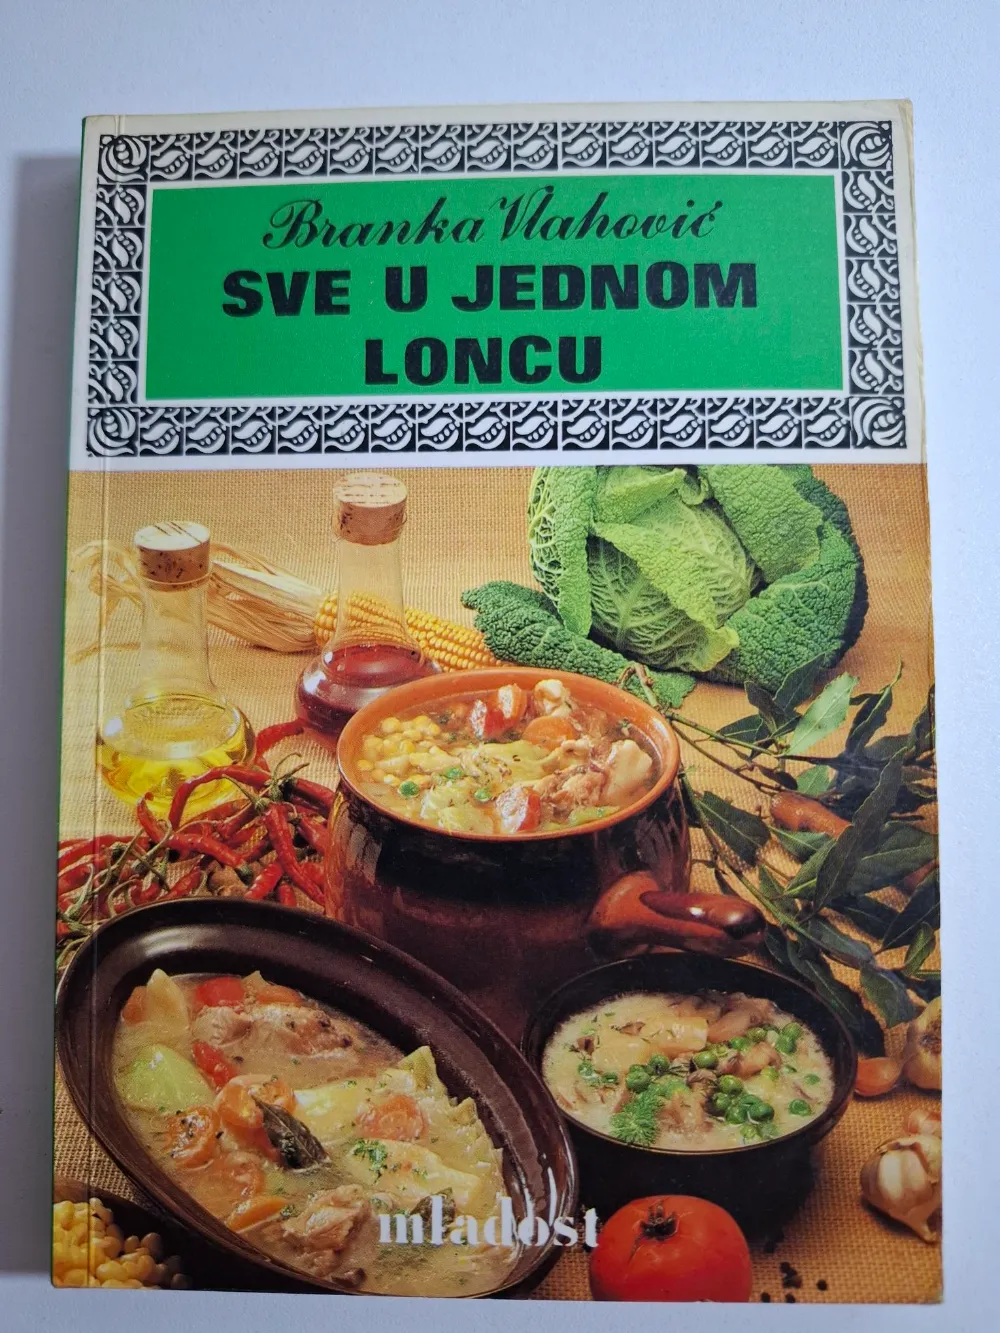 Branka Vlahović
SVE U JEDNOM
LONCU
mladost